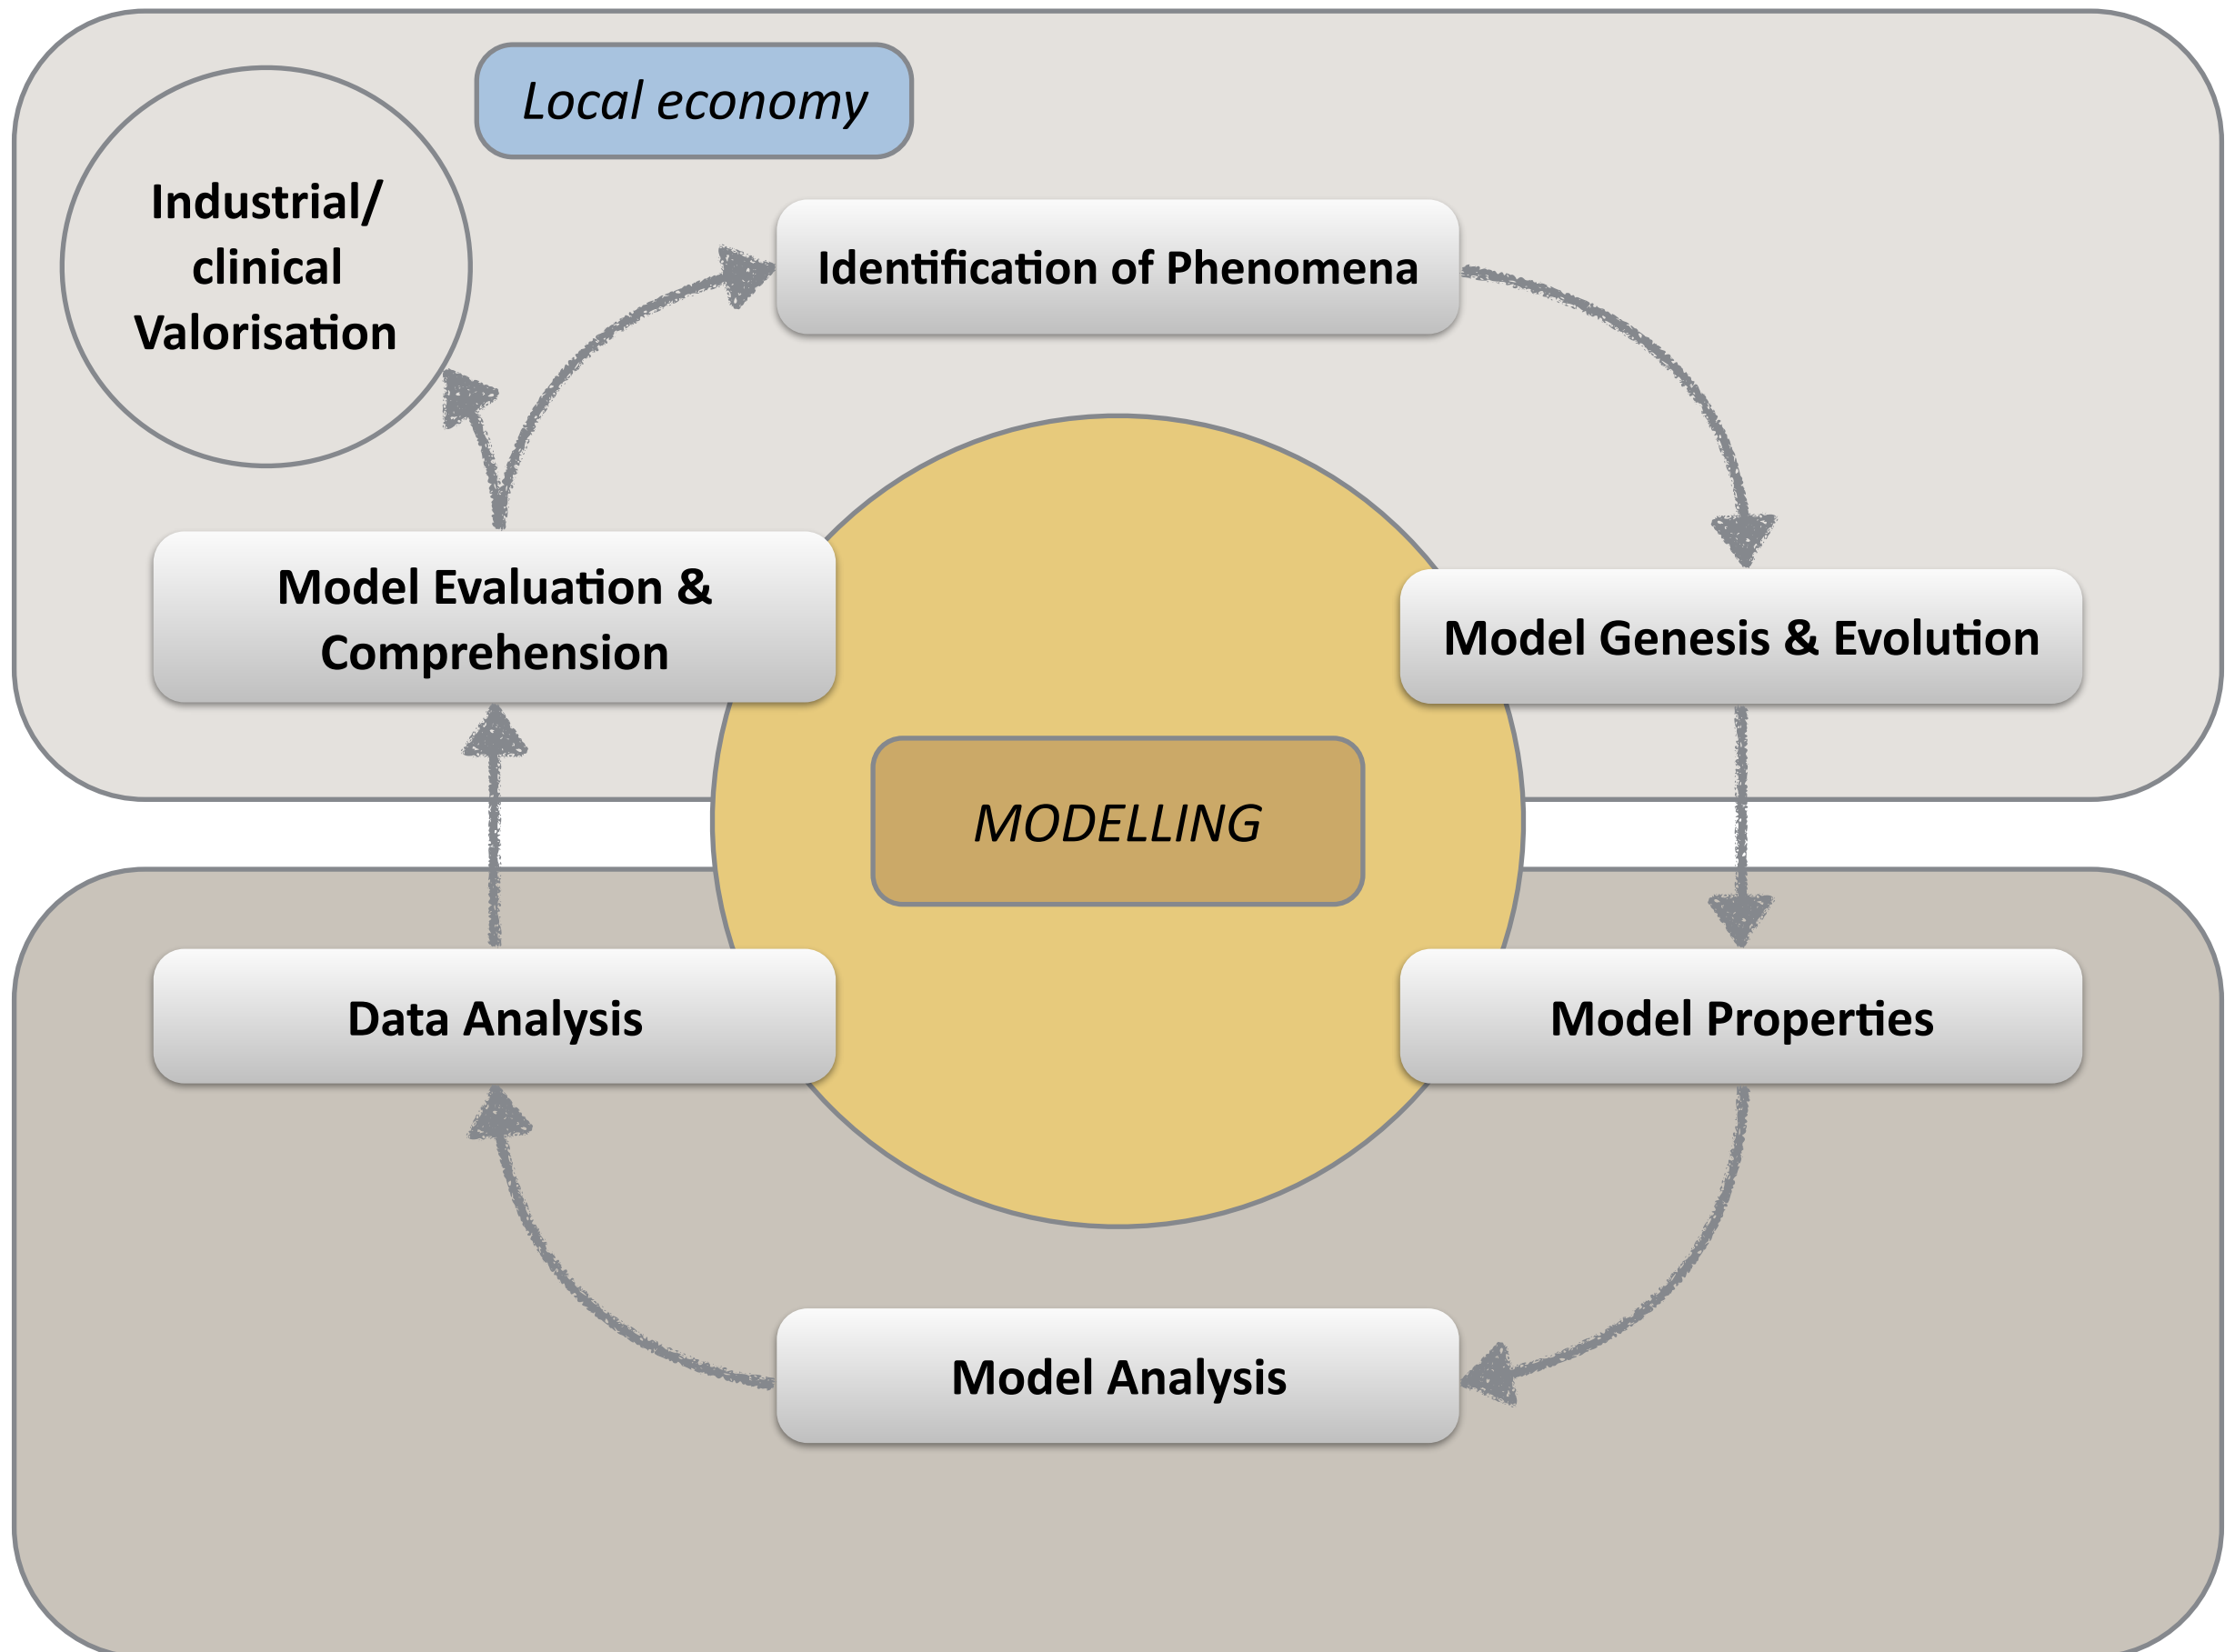 Local economy
Industrial/
clinical
Valorisation
Identification of Phenomena
Model Evaluation &
Comprehension
Model Genesis & Evolution
MODELLING
Data Analysis
Model Properties
Model Analysis